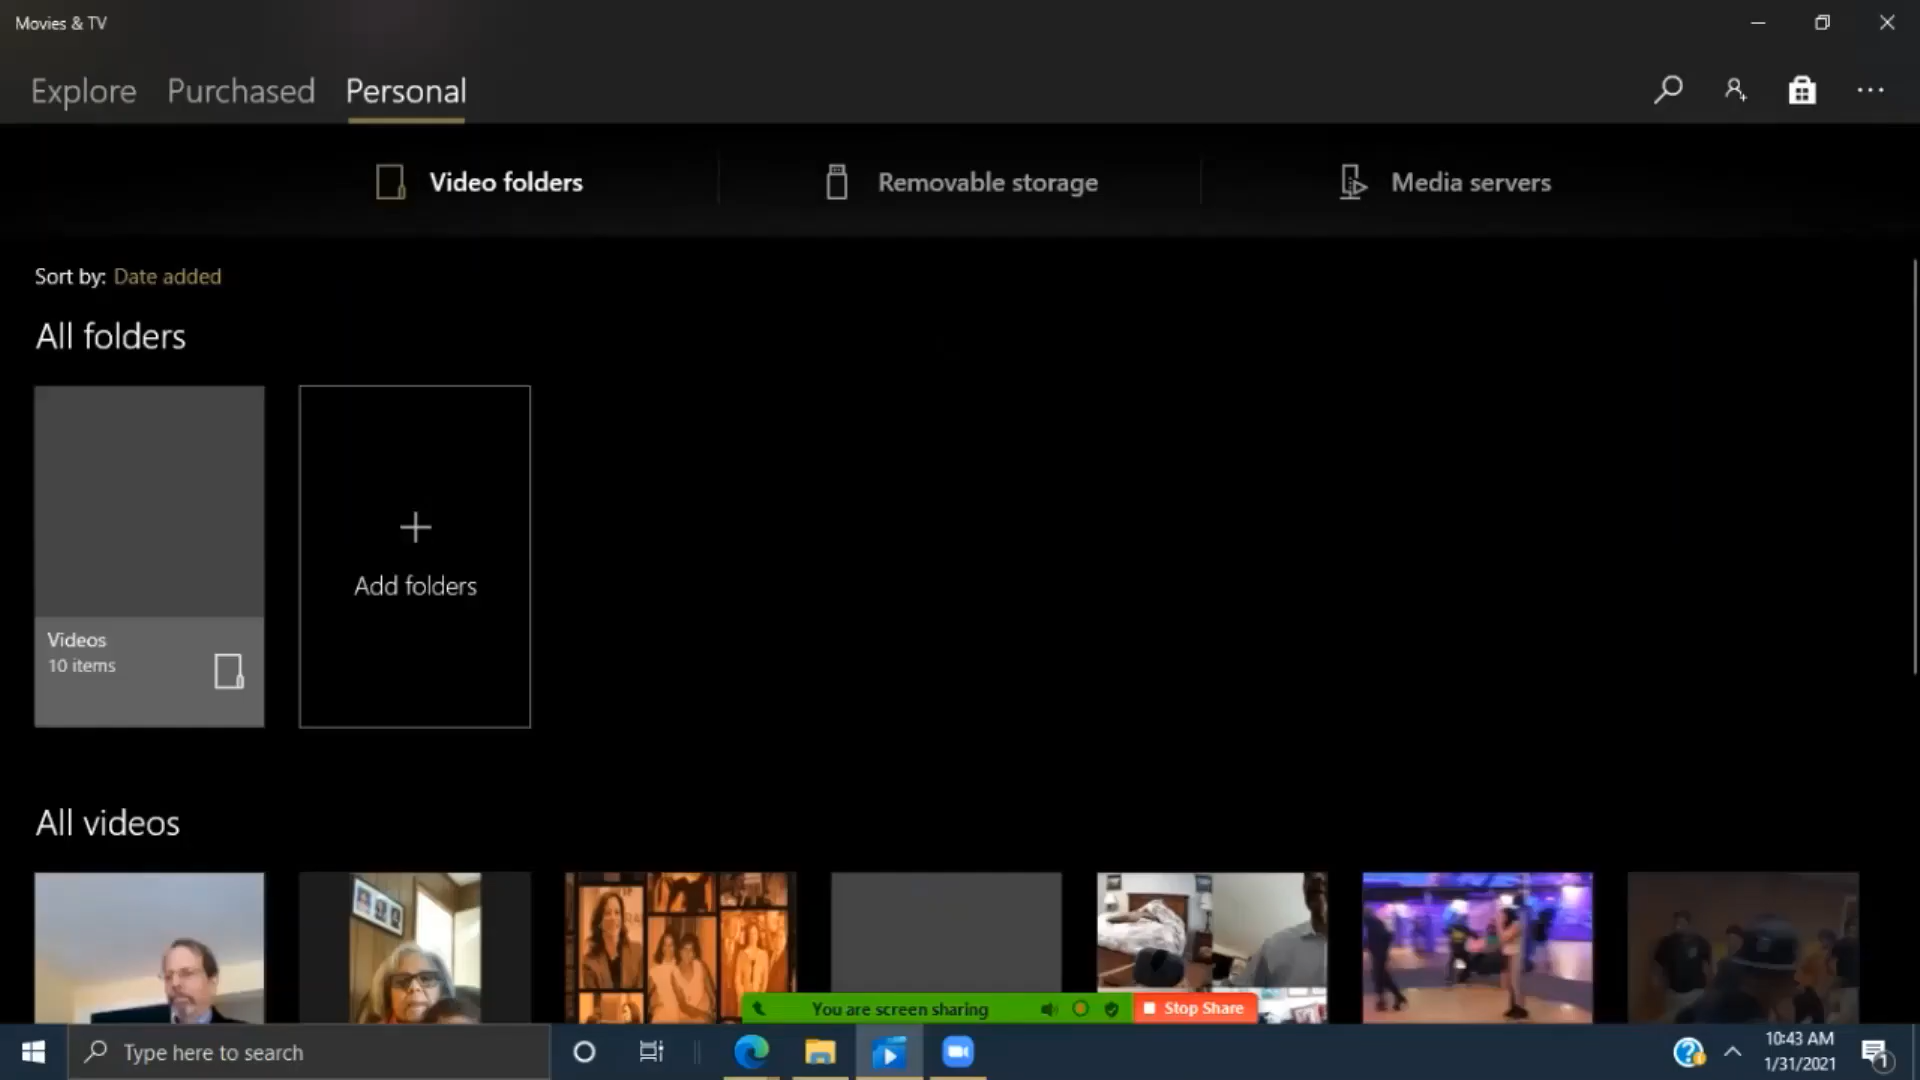 Movies & TV
Explore Purchased Personal
Video folders Removable storage Media servers
Sort by: Date added
All folders
Add folders
Videos
10 items
All videos
You are screen sharing Stop Share
Type here to search
10:43 AM
1/31/2021
1